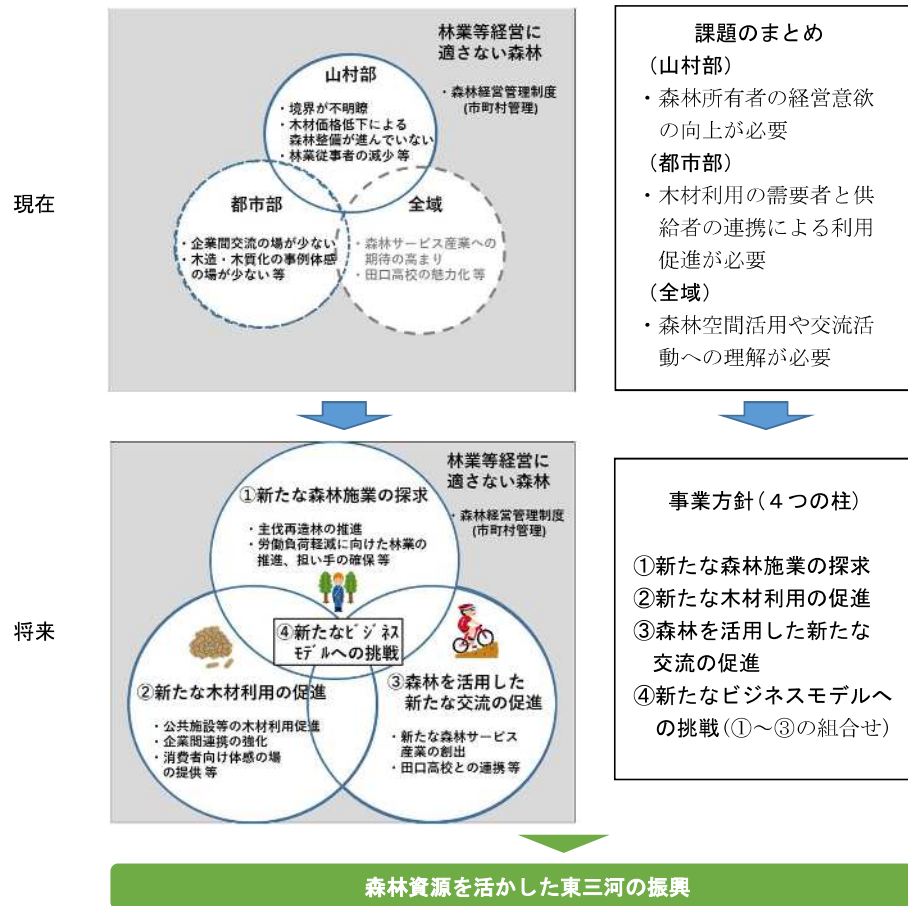 現在
林業等経営に
適さない森林
・森林経営管理制度
(市町村管理)
山村部
・境界が不明瞭
・木材価格低下による
森林整備が進んでいない
・林業従事者の減少 等
都市部
・企業間交流の場が少ない
・木造・木質化の事例体感
の場が少ない 等
全域
・森林サービス産業への
期待の高まり
・田口高校の魅力化 等
課題のまとめ
(山村部)
・森林所有者の経営意欲
の向上が必要
(都市部)
・木材利用の需要者と供
給者の連携による利用
促進が必要
(全域)
・森林空間活用や交流活
動への理解が必要
将来
林業等経営に
適さない森林
・森林経営管理制度
(市町村管理)
①新たな森林施業の探求
・主伐再造林の推進
・労働負荷軽減に向けた林業の
推進、担い手の確保 等
④新たなビジネス
モデルへの挑戦
②新たな木材利用の促進
・公共施設等の木材利用促進
・企業間連携の強化
・消費者向け体感の場
の提供 等
③森林を活用した
新たな交流の促進
・新たな森林サービス
産業の創出
・田口高校との連携 等
事業方針(4つの柱)
①新たな森林施業の探求
②新たな木材利用の促進
③森林を活用した新たな
交流の促進
④新たなビジネスモデルへ
の挑戦(①~③の組合せ)
森林資源を活かした東三河の振興